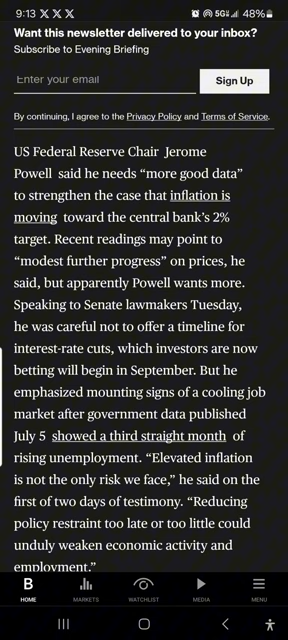 9:13 X X X 5G 48%
Want this newsletter delivered to your inbox?
Subscribe to Evening Briefing
Enter your email
Sign Up
By continuing, I agree to the Privacy Policy and Terms of Service.
US Federal Reserve Chair Jerome
Powell said he needs “more good data”
to strengthen the case that inflation is
moving toward the central bank’s 2%
target. Recent readings may point to
“modest further progress” on prices, he
said, but apparently Powell wants more.
Speaking to Senate lawmakers Tuesday,
he was careful not to offer a timeline for
interest-rate cuts, which investors are now
betting will begin in September. But he
emphasized mounting signs of a cooling job
market after government data published
July 5 showed a third straight month of
rising unemployment. “Elevated inflation
is not the only risk we face,” he said on the
first of two days of testimony. “Reducing
policy restraint too late or too little could
unduly weaken economic activity and
employment.”
B
HOME MARKETS WATCHLIST MEDIA MENU